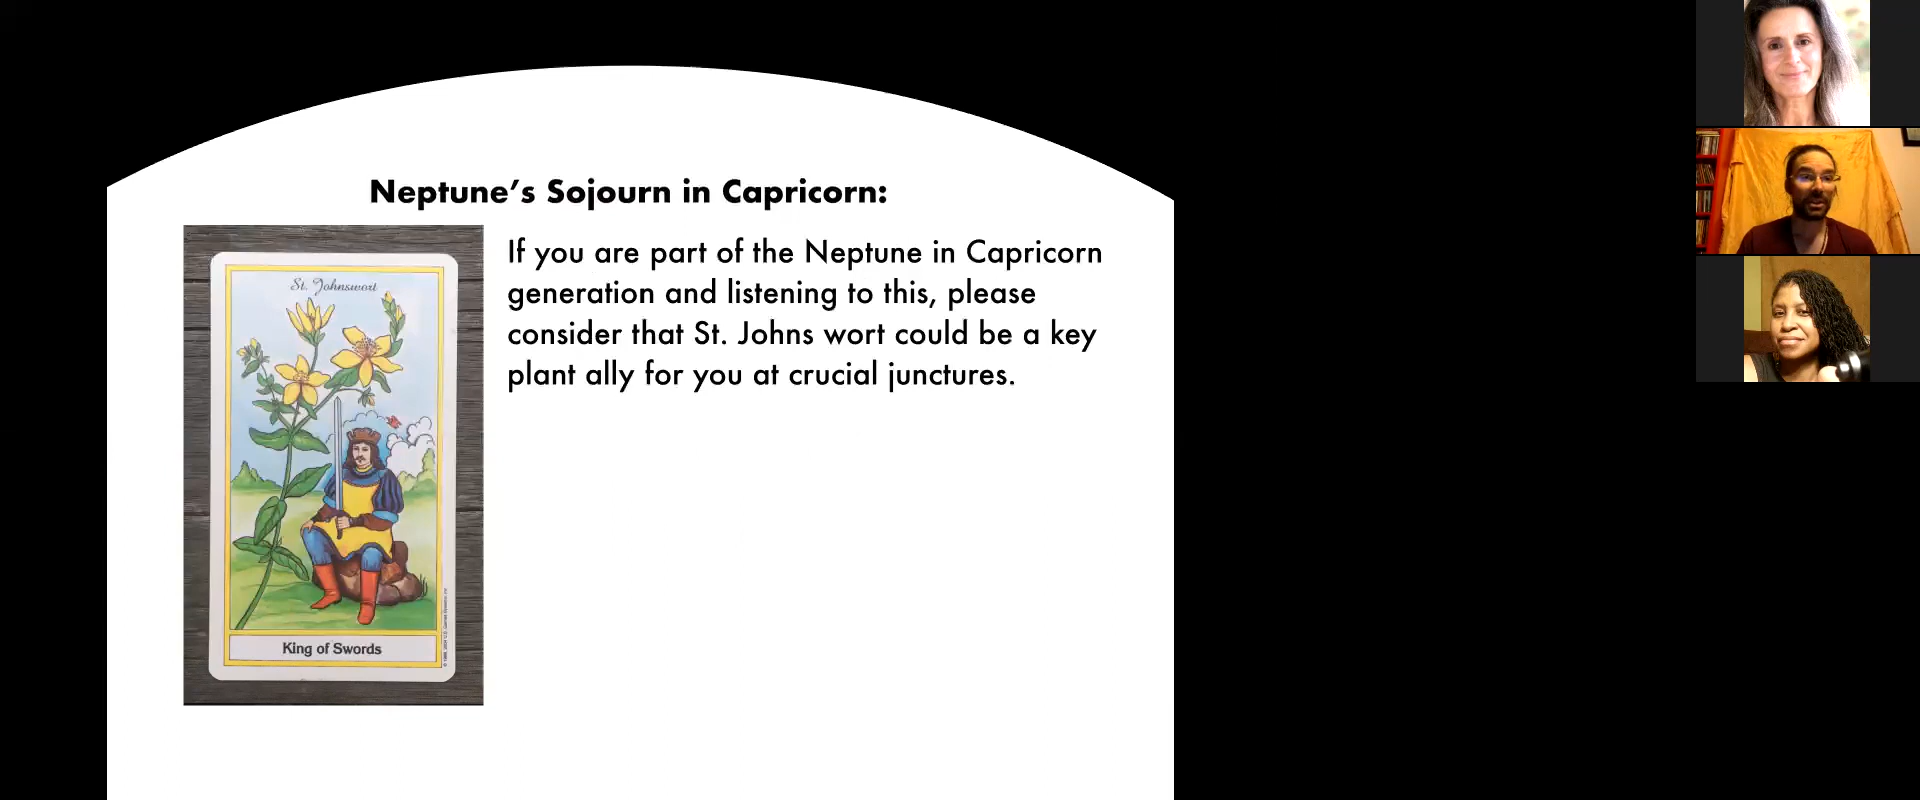 Neptune's Sojourn in Capricorn:
If you are part of the Neptune in Capricorn
generation and listening to this, please
consider that St. Johns wort could be a key
plant ally for you at crucial junctures.
St. Johnswort
King of Swords